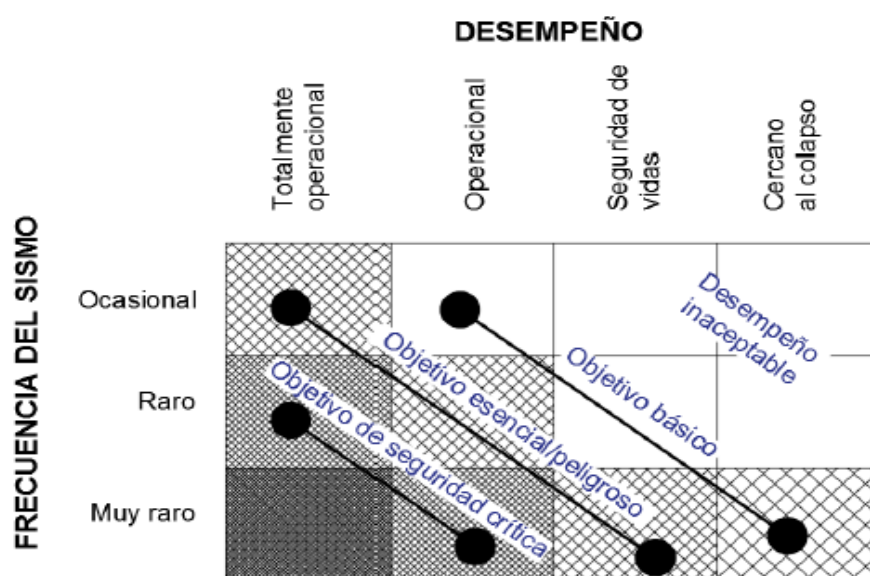 DESEMPEÑO
Totalmente
operacional
Operacional
Seguridad de
vidas
Cercano
al colapso
FRECUENCIA DEL SISMO
Ocasional
Raro
Muy raro
Desempeño
inaceptable
Objetivo básico
Objetivo esencial/peligroso
Objetivo de seguridad crítica